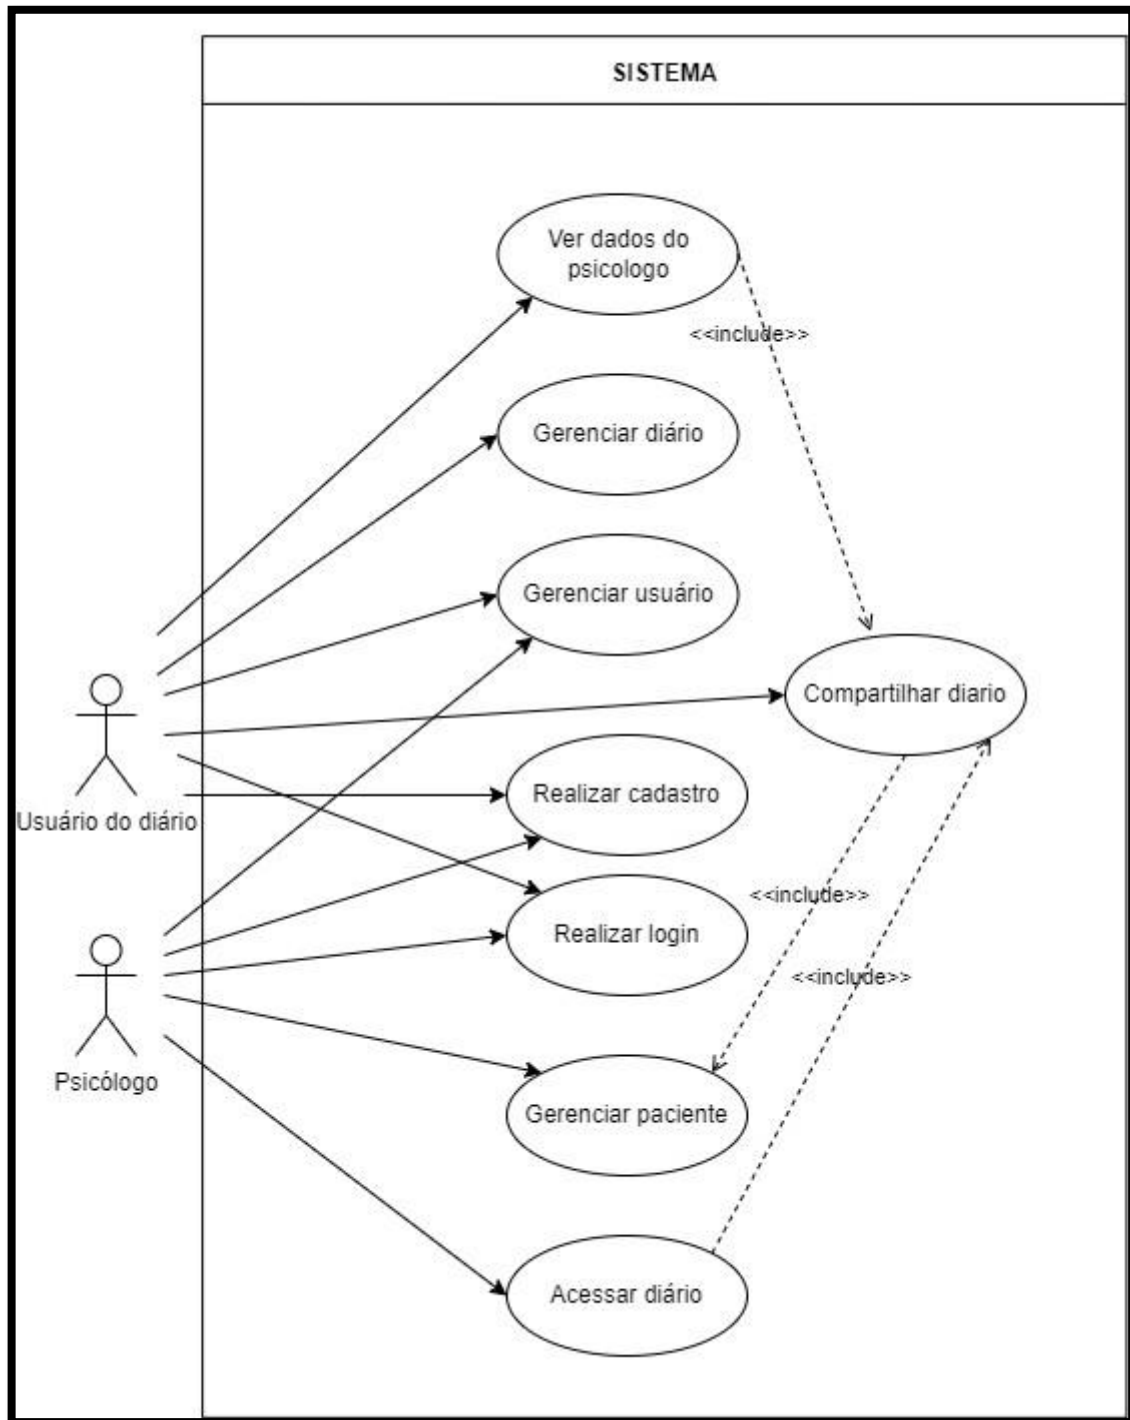 SISTEMA
Ver dados do
psicologo
<<include>>
Gerenciar diário
Gerenciar usuário
Compartilhar diario
Realizar cadastro
Usuário do diário
<<include>>
Realizar login
<<include>>
Psicólogo
Gerenciar paciente
Acessar diário